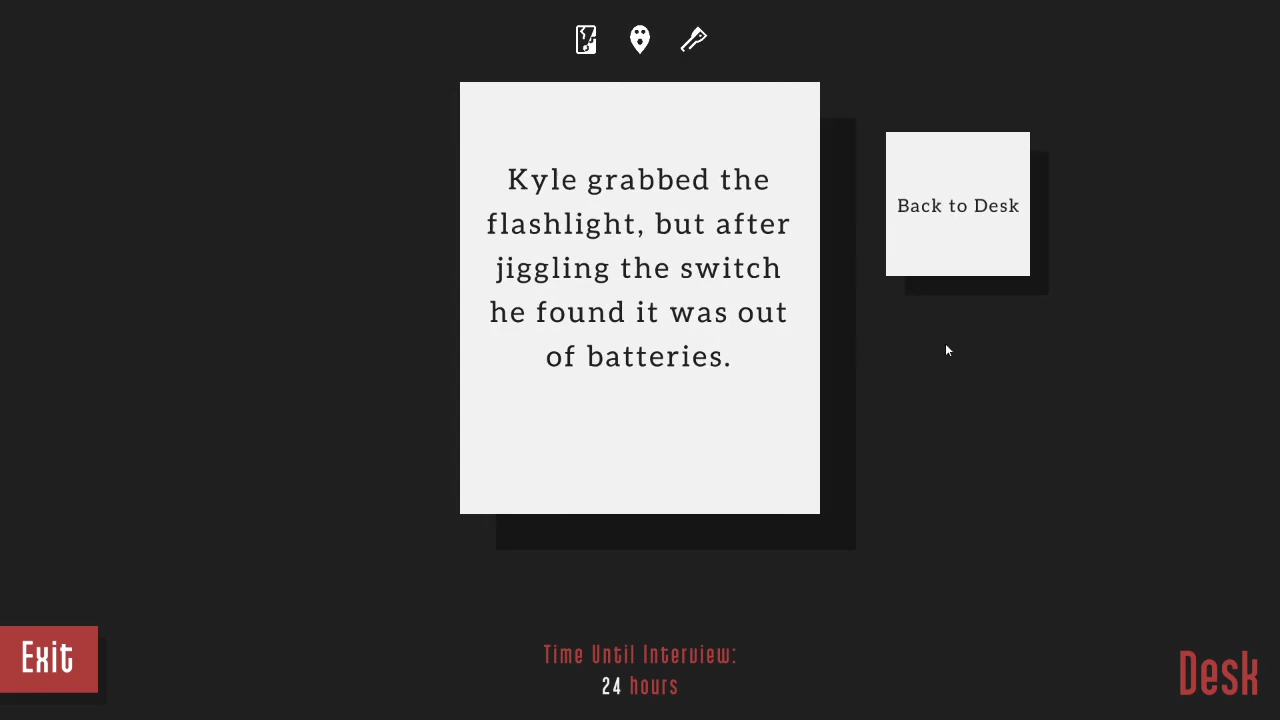 Kyle grabbed the
flashlight, but after
jiggling the switch
he found it was out
of batteries.
Back to Desk
Exit
Time Until Interview:
24 hours
Desk